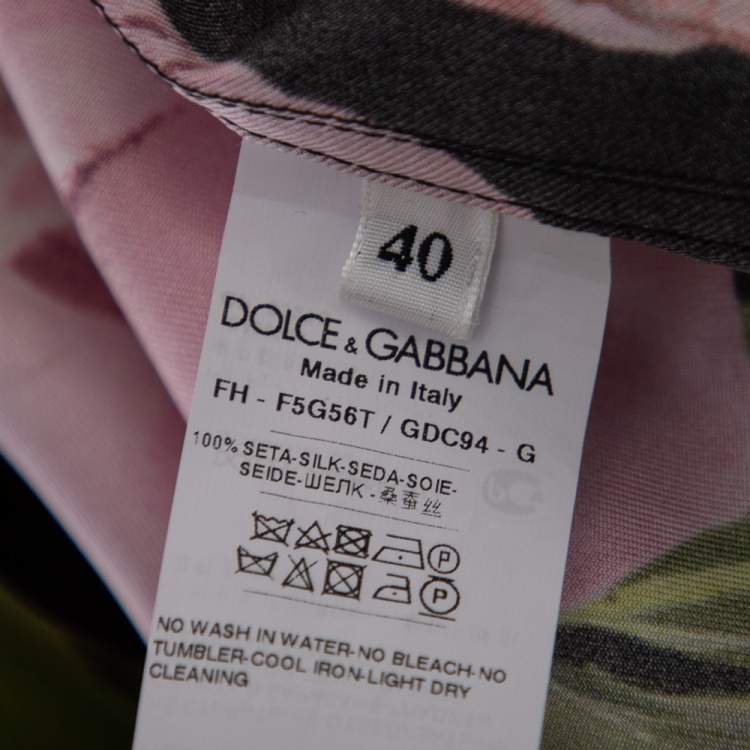 40
DOLCE & GABBANA
Made in Italy
FH - F5G56T / GDC94 - G
100% SETA-SILK-SEDA-SOIE-
SEIDE-ШЕЛК - 桑蚕丝
P
P
NO WASH IN WATER-NO BLEACH-NO
TUMBLER-COOL IRON-LIGHT DRY
CLEANING